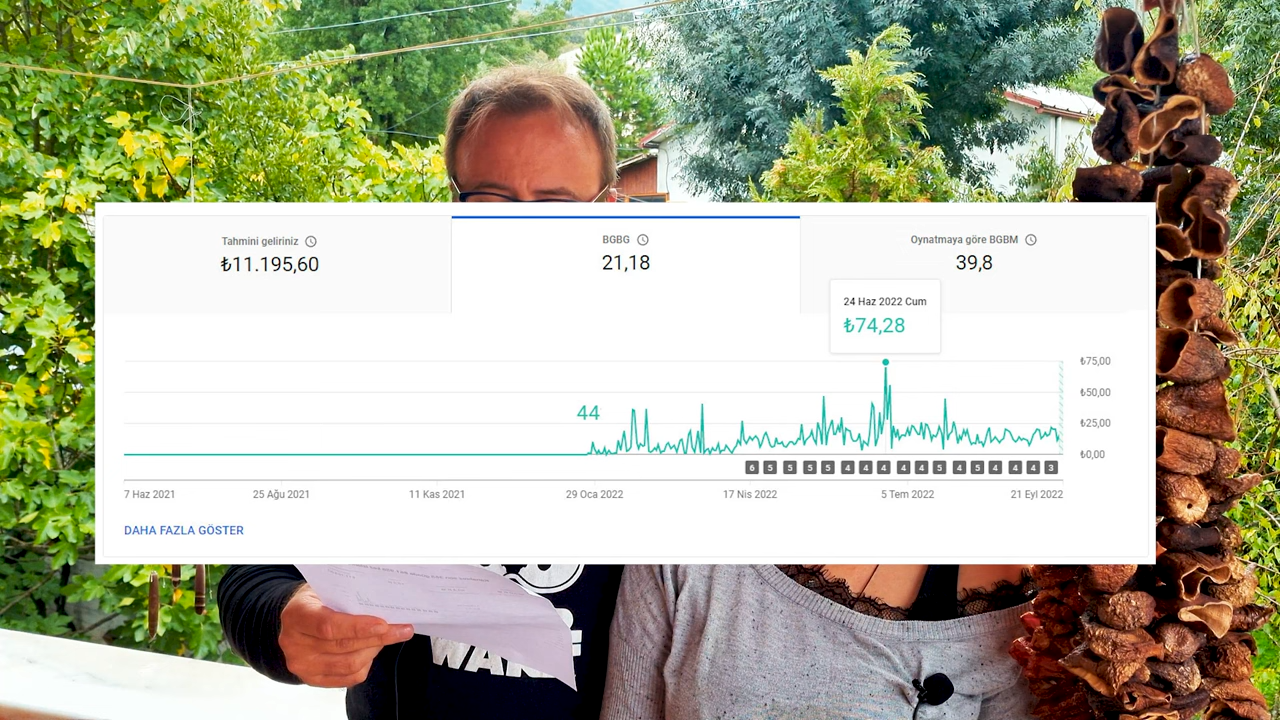 Tahmini geliriniz
₺11.195,60
BGBG
21,18
Oynatmaya göre BGBM
39,8
24 Haz 2022 Cum
₺74,28
44
₺75,00
₺50,00
₺25,00
₺0,00
6 5 5 5 5 4 4 4 4 4 5 4 5 4 4 4 3
7 Haz 2021 25 Ağu 2021 11 Kas 2021 29 Oca 2022 17 Nis 2022 5 Tem 2022 21 Eyl 2022
DAHA FAZLA GÖSTER